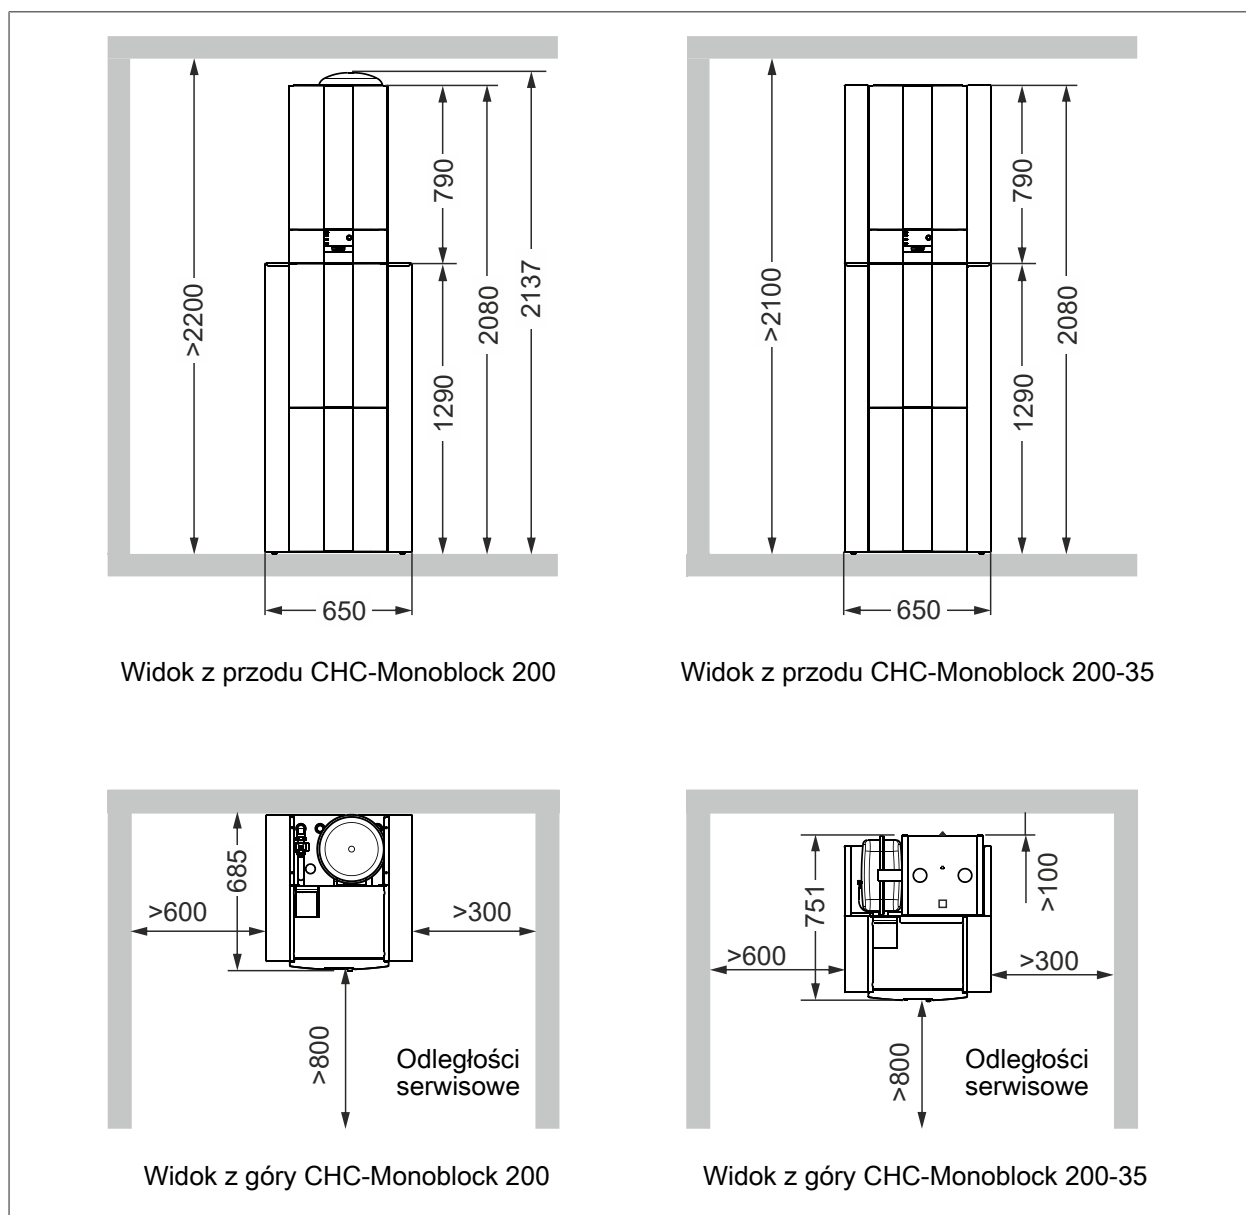 >2200
790
1290
2080
2137
650
>2100
790
1290
2080
650
Widok z przodu CHC-Monoblock 200
Widok z przodu CHC-Monoblock 200-35
685
>600
>300
>800
Odległości
serwisowe
751
>100
>600
>300
>800
Odległości
serwisowe
Widok z góry CHC-Monoblock 200
Widok z góry CHC-Monoblock 200-35